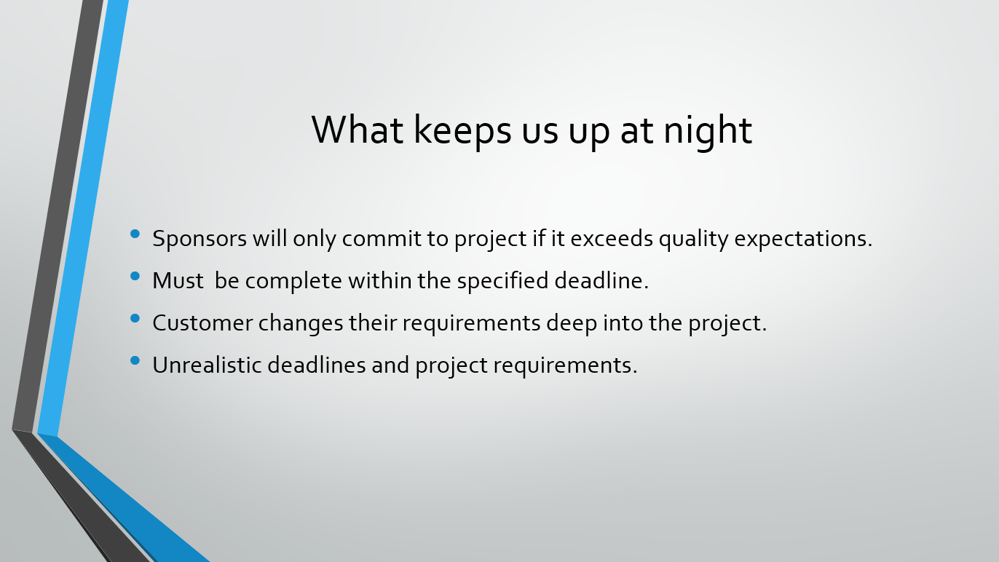 What keeps us up at night
• Sponsors will only commit to project if it exceeds quality expectations.
• Must  be complete within the specified deadline.
• Customer changes their requirements deep into the project.
• Unrealistic deadlines and project requirements.